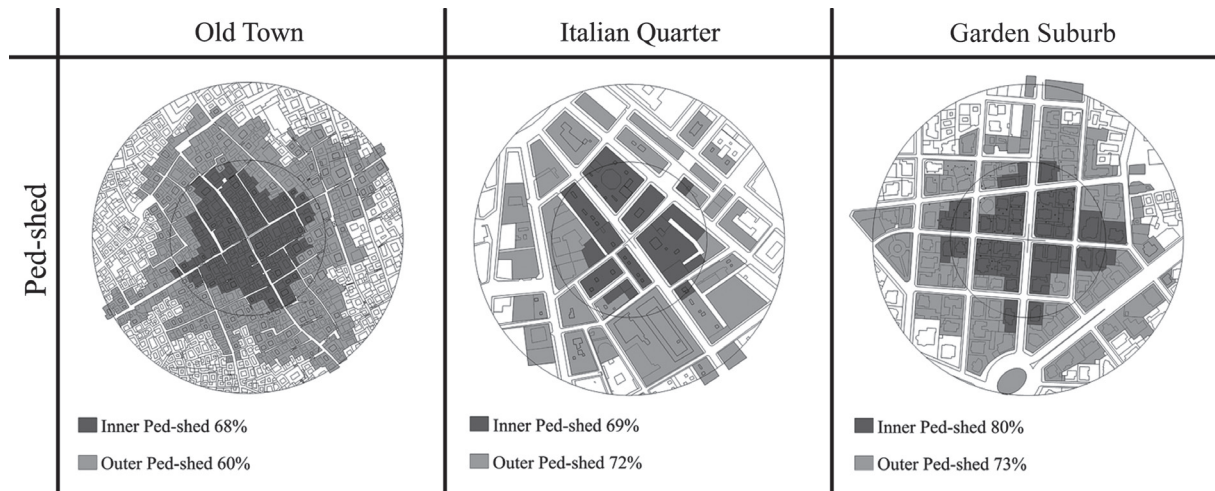 Old Town
Italian Quarter
Garden Suburb
Ped-shed
Inner Ped-shed 68%
Outer Ped-shed 60%
Inner Ped-shed 69%
Outer Ped-shed 72%
Inner Ped-shed 80%
Outer Ped-shed 73%